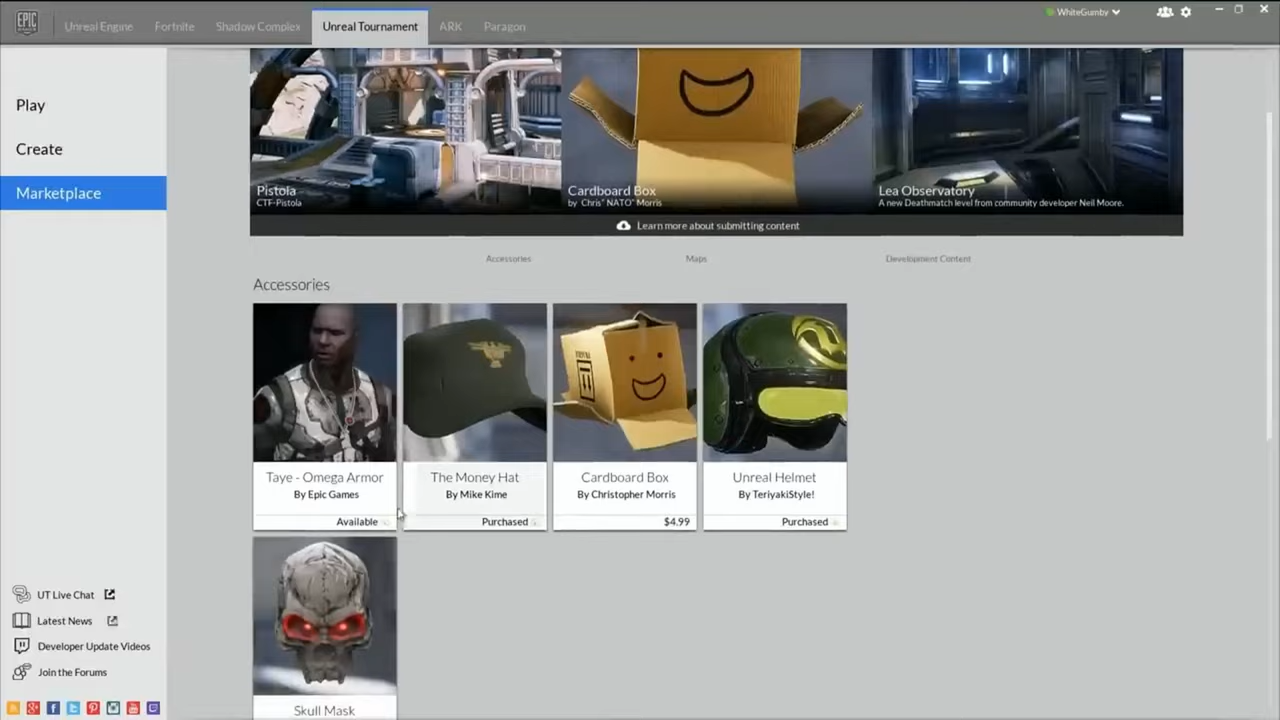 EPIC
Unreal Engine
Fortnite
Shadow Complex
Unreal Tournament
ARK
Paragon
WhiteGumby
Play
Create
Marketplace
Pistola
CTF-Pistola
Cardboard Box
by Chris" NATO" Morris
Lea Observatory
A new Deathmatch level from community developer Neil Moore.
Learn more about submitting content
Accessories
Maps
Development Content
Accessories
Taye - Omega Armor
By Epic Games
Available
The Money Hat
By Mike Kime
Purchased
Cardboard Box
By Christopher Morris
$4.99
Unreal Helmet
By TeriyakiStyle!
Purchased
Skull Mask
UT Live Chat
Latest News
Developer Update Videos
Join the Forums